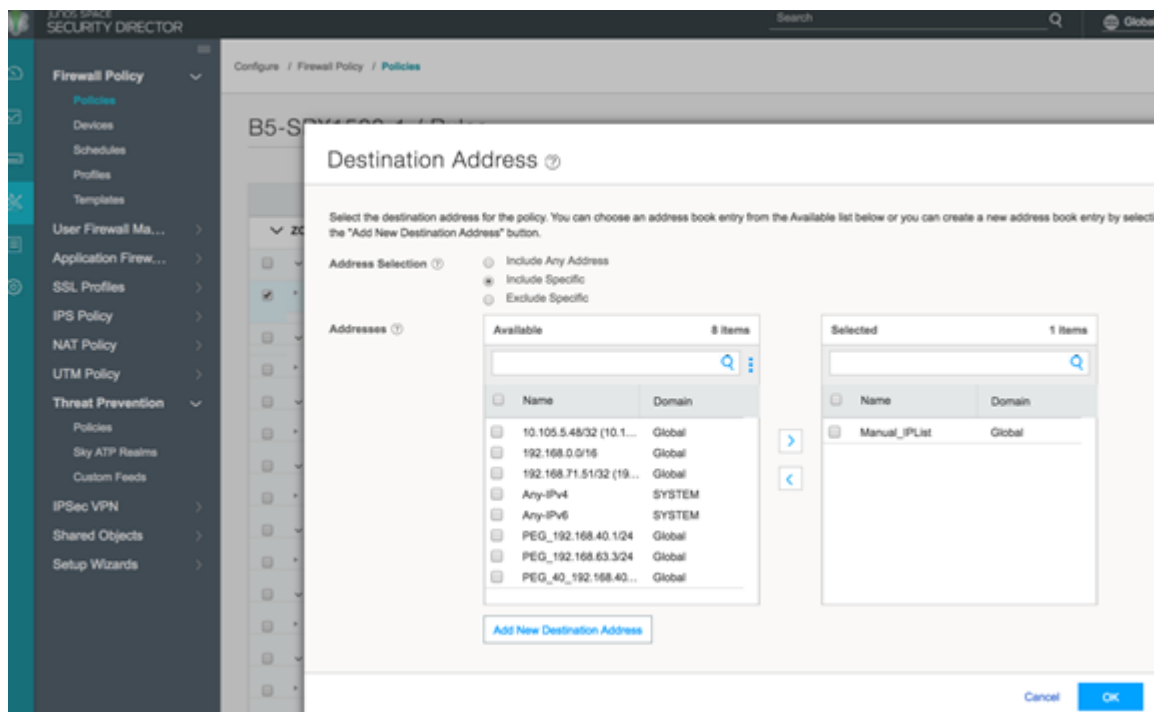 JUNOS SPACE
SECURITY DIRECTOR
Search
Global
Firewall Policy
Policies
Devices
Schedules
Profiles
Templates
User Firewall Ma...
Application Firew...
SSL Profiles
IPS Policy
NAT Policy
UTM Policy
Threat Prevention
Policies
Sky ATP Realms
Custom Feeds
IPSec VPN
Shared Objects
Setup Wizards
Configure / Firewall Policy / Policies
Destination Address
Select the destination address for the policy. You can choose an address book entry from the Available list below or you can create a new address book entry by selecti
the "Add New Destination Address" button.
Address Selection
Include Any Address
Include Specific
Exclude Specific
Addresses
Available 8 items
Name Domain
10.105.5.48/32 (10.1... Global
192.168.0.0/16 Global
192.168.71.51/32 (19... Global
Any-IPv4 SYSTEM
Any-IPv6 SYSTEM
PEG_192.168.40.1/24 Global
PEG_192.168.63.3/24 Global
PEG_40_192.168.40... Global
Selected 1 items
Name Domain
Manual_IPList Global
Add New Destination Address
Cancel OK